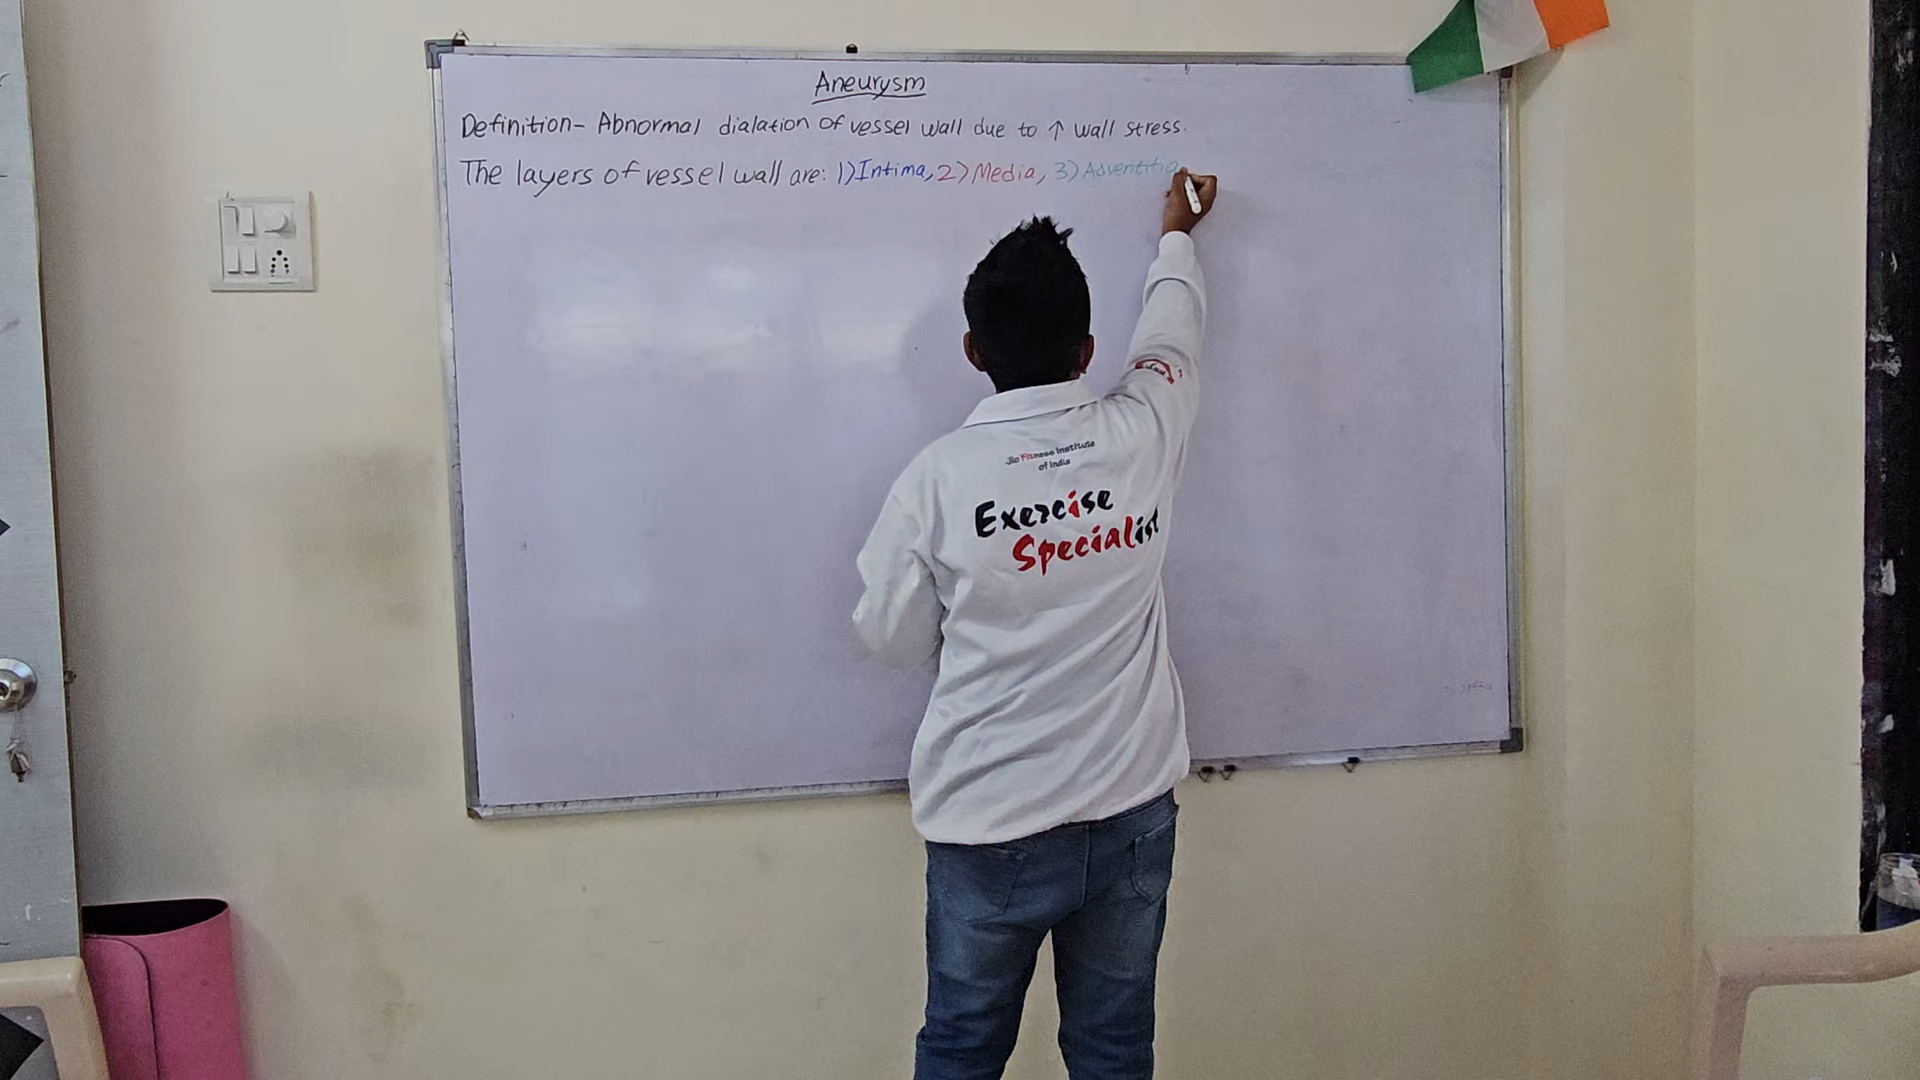 Aneurysm
Definition- Abnormal dialation of vessel wall due to ↑ wall stress.
The layers of vessel wall are: 1)Intima, 2)Media, 3)Adventitia
Jio Fitness Institute
of India
Exercise
Specialist